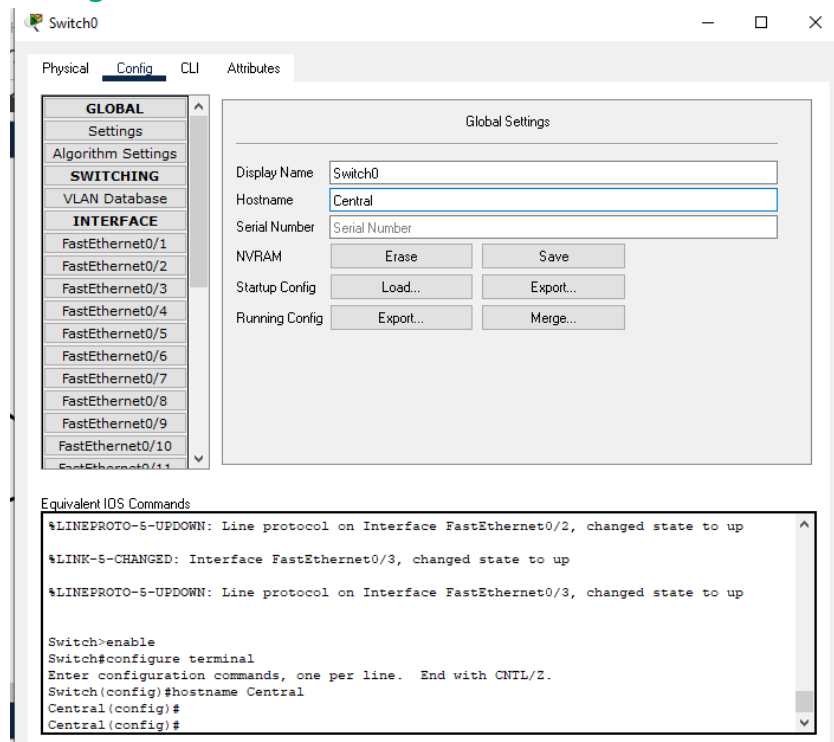 Switch0
Physical Config CLI Attributes
GLOBAL
Settings
Algorithm Settings
SWITCHING
VLAN Database
INTERFACE
FastEthernet0/1
FastEthernet0/2
FastEthernet0/3
FastEthernet0/4
FastEthernet0/5
FastEthernet0/6
FastEthernet0/7
FastEthernet0/8
FastEthernet0/9
FastEthernet0/10
FastEthernet0/11
Global Settings
Display Name Switch0
Hostname Central
Serial Number Serial Number
NVRAM Erase Save
Startup Config Load... Export...
Running Config Export... Merge...
Equivalent IOS Commands
%LINEPROTO-5-UPDOWN: Line protocol on Interface FastEthernet0/2, changed state to up
%LINK-5-CHANGED: Interface FastEthernet0/3, changed state to up
%LINEPROTO-5-UPDOWN: Line protocol on Interface FastEthernet0/3, changed state to up
Switch>enable
Switch#configure terminal
Enter configuration commands, one per line. End with CNTL/Z.
Switch(config)#hostname Central
Central(config)#
Central(config)#